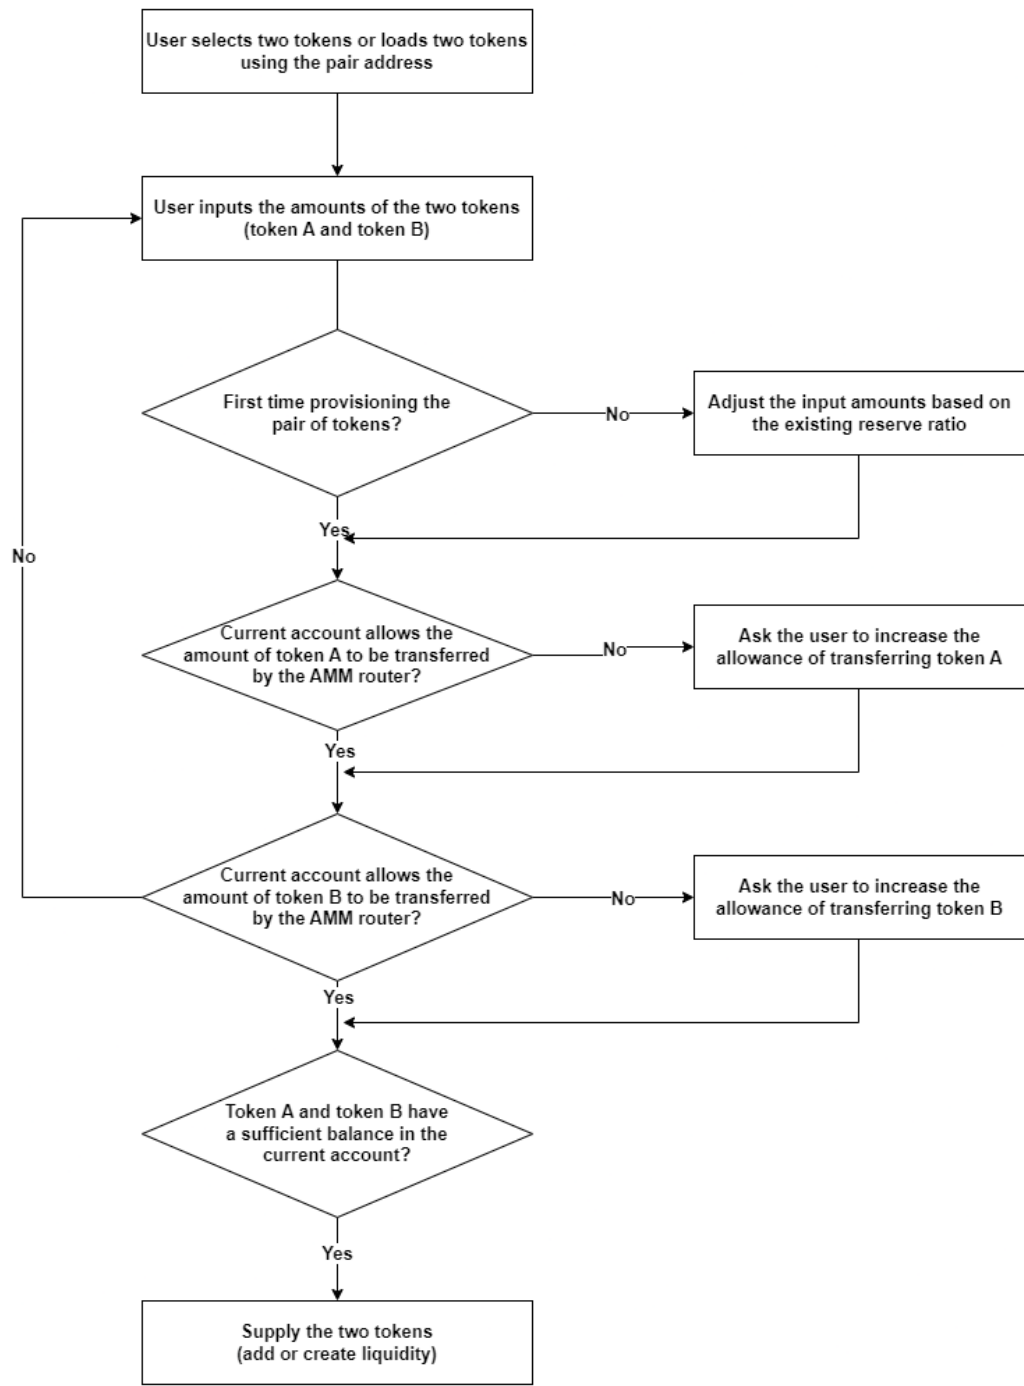 User selects two tokens or loads two tokens
using the pair address
User inputs the amounts of the two tokens
(token A and token B)
First time provisioning the
pair of tokens?
No
Adjust the input amounts based on
the existing reserve ratio
Yes
No
Current account allows the
amount of token A to be transferred
by the AMM router?
No
Ask the user to increase the
allowance of transferring token A
Yes
Current account allows the
amount of token B to be transferred
by the AMM router?
No
Ask the user to increase the
allowance of transferring token B
Yes
Token A and token B have
a sufficient balance in the
current account?
Yes
Supply the two tokens
(add or create liquidity)